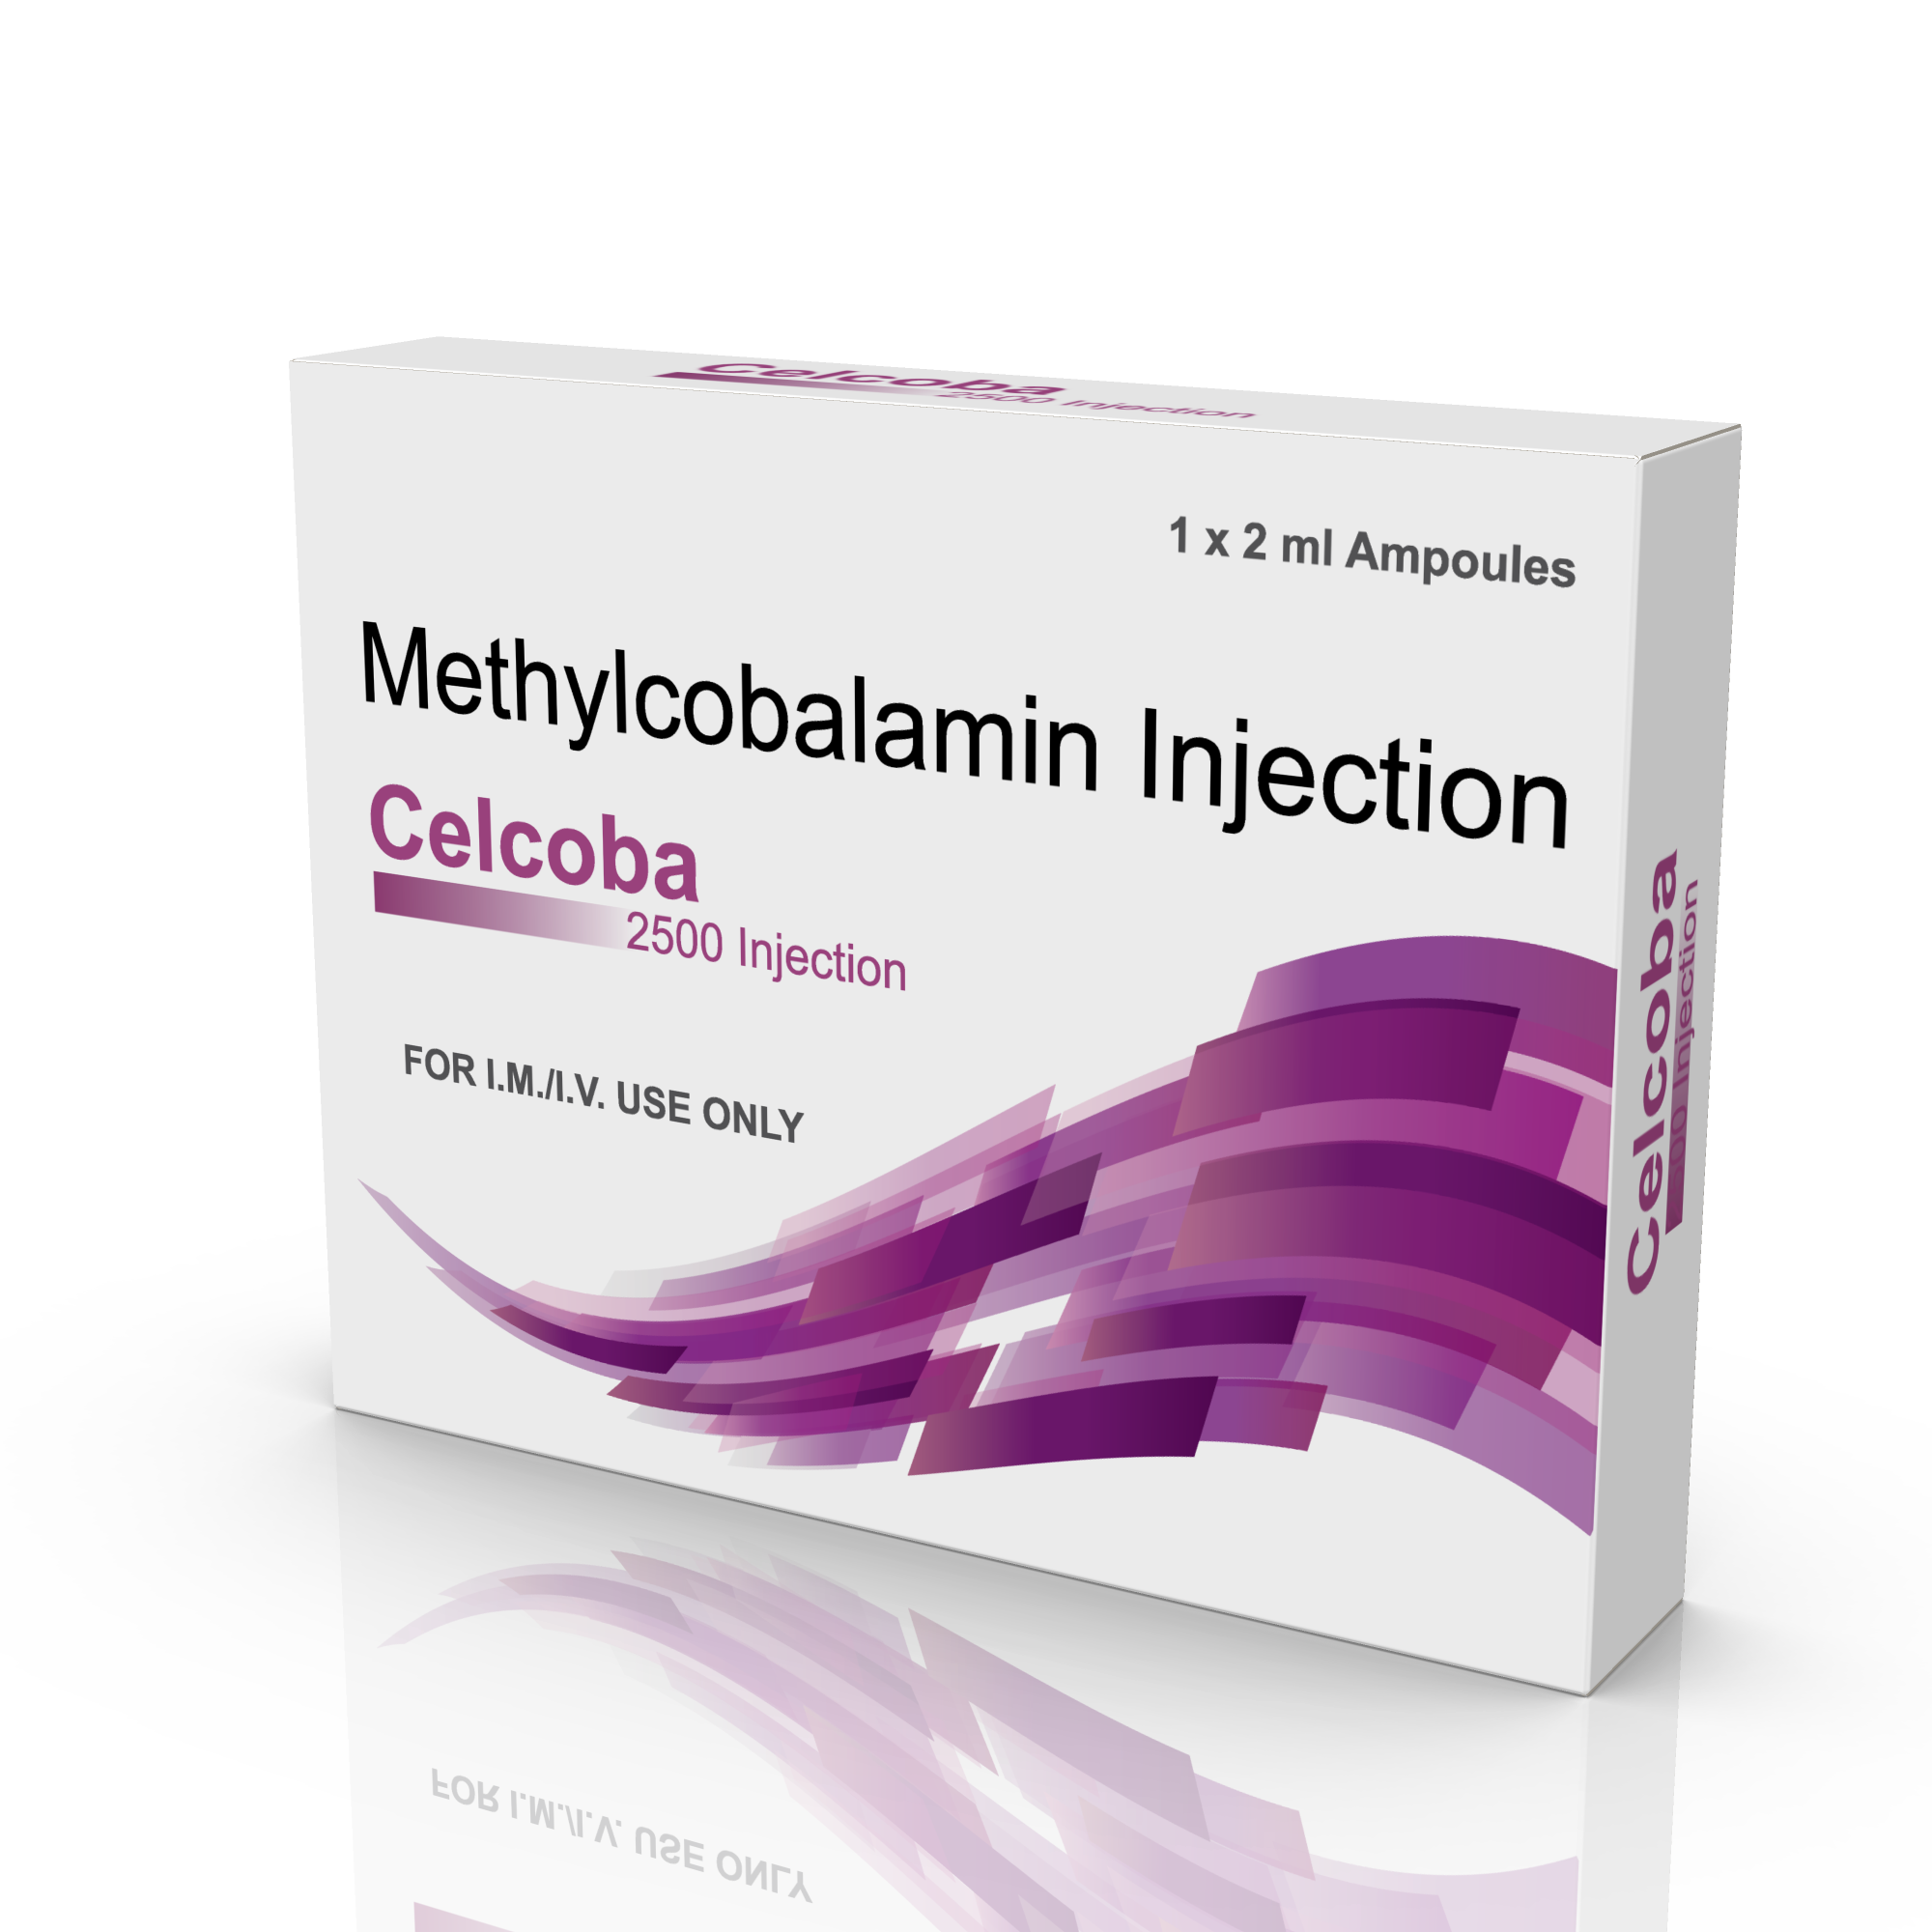 Celcoba
2500 Injection
1 x 2 ml Ampoules
Methylcobalamin Injection
Celcoba
2500 Injection
FOR I.M./I.V. USE ONLY
Celcoba
Injection
FOR I.M./I.V. USE ONLY